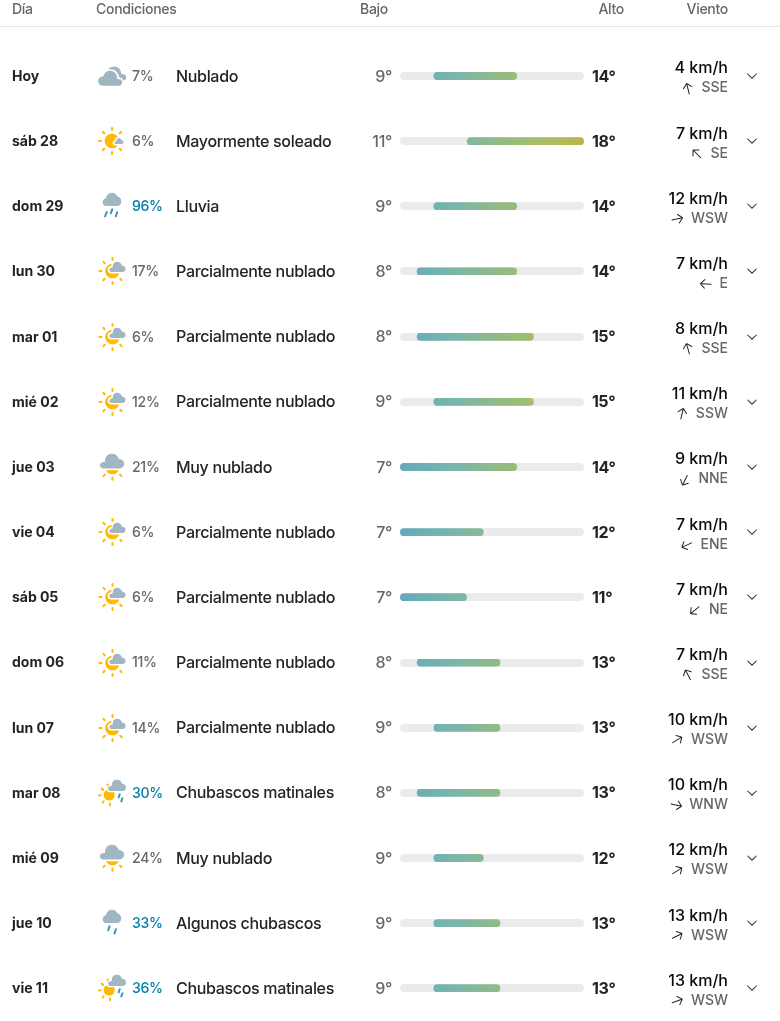 Día Condiciones Bajo Alto Viento
Hoy 7% Nublado 9° 14° 4 km/h
SSE
sáb 28 6% Mayormente soleado 11° 18° 7 km/h
SE
dom 29 96% Lluvia 9° 14° 12 km/h
WSW
lun 30 17% Parcialmente nublado 8° 14° 7 km/h
E
mar 01 6% Parcialmente nublado 8° 15° 8 km/h
SSE
mié 02 12% Parcialmente nublado 9° 15° 11 km/h
SSW
jue 03 21% Muy nublado 7° 14° 9 km/h
NNE
vie 04 6% Parcialmente nublado 7° 12° 7 km/h
ENE
sáb 05 6% Parcialmente nublado 7° 11° 7 km/h
NE
dom 06 11% Parcialmente nublado 8° 13° 7 km/h
SSE
lun 07 14% Parcialmente nublado 9° 13° 10 km/h
WSW
mar 08 30% Chubascos matinales 8° 13° 10 km/h
WNW
mié 09 24% Muy nublado 9° 12° 12 km/h
WSW
jue 10 33% Algunos chubascos 9° 13° 13 km/h
WSW
vie 11 36% Chubascos matinales 9° 13° 13 km/h
WSW